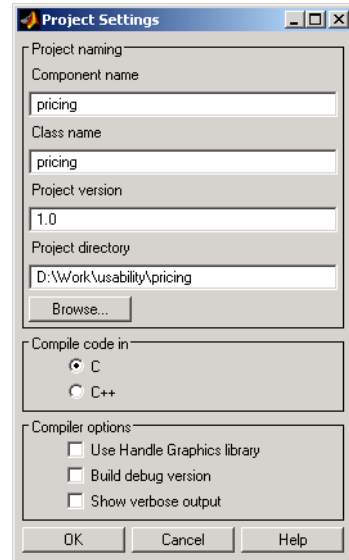 Project Settings
Project naming
Component name
pricing
Class name
pricing
Project version
1.0
Project directory
D:\Work\usability\pricing
Browse...
Compile code in
C
C++
Compiler options
Use Handle Graphics library
Build debug version
Show verbose output
OK Cancel Help